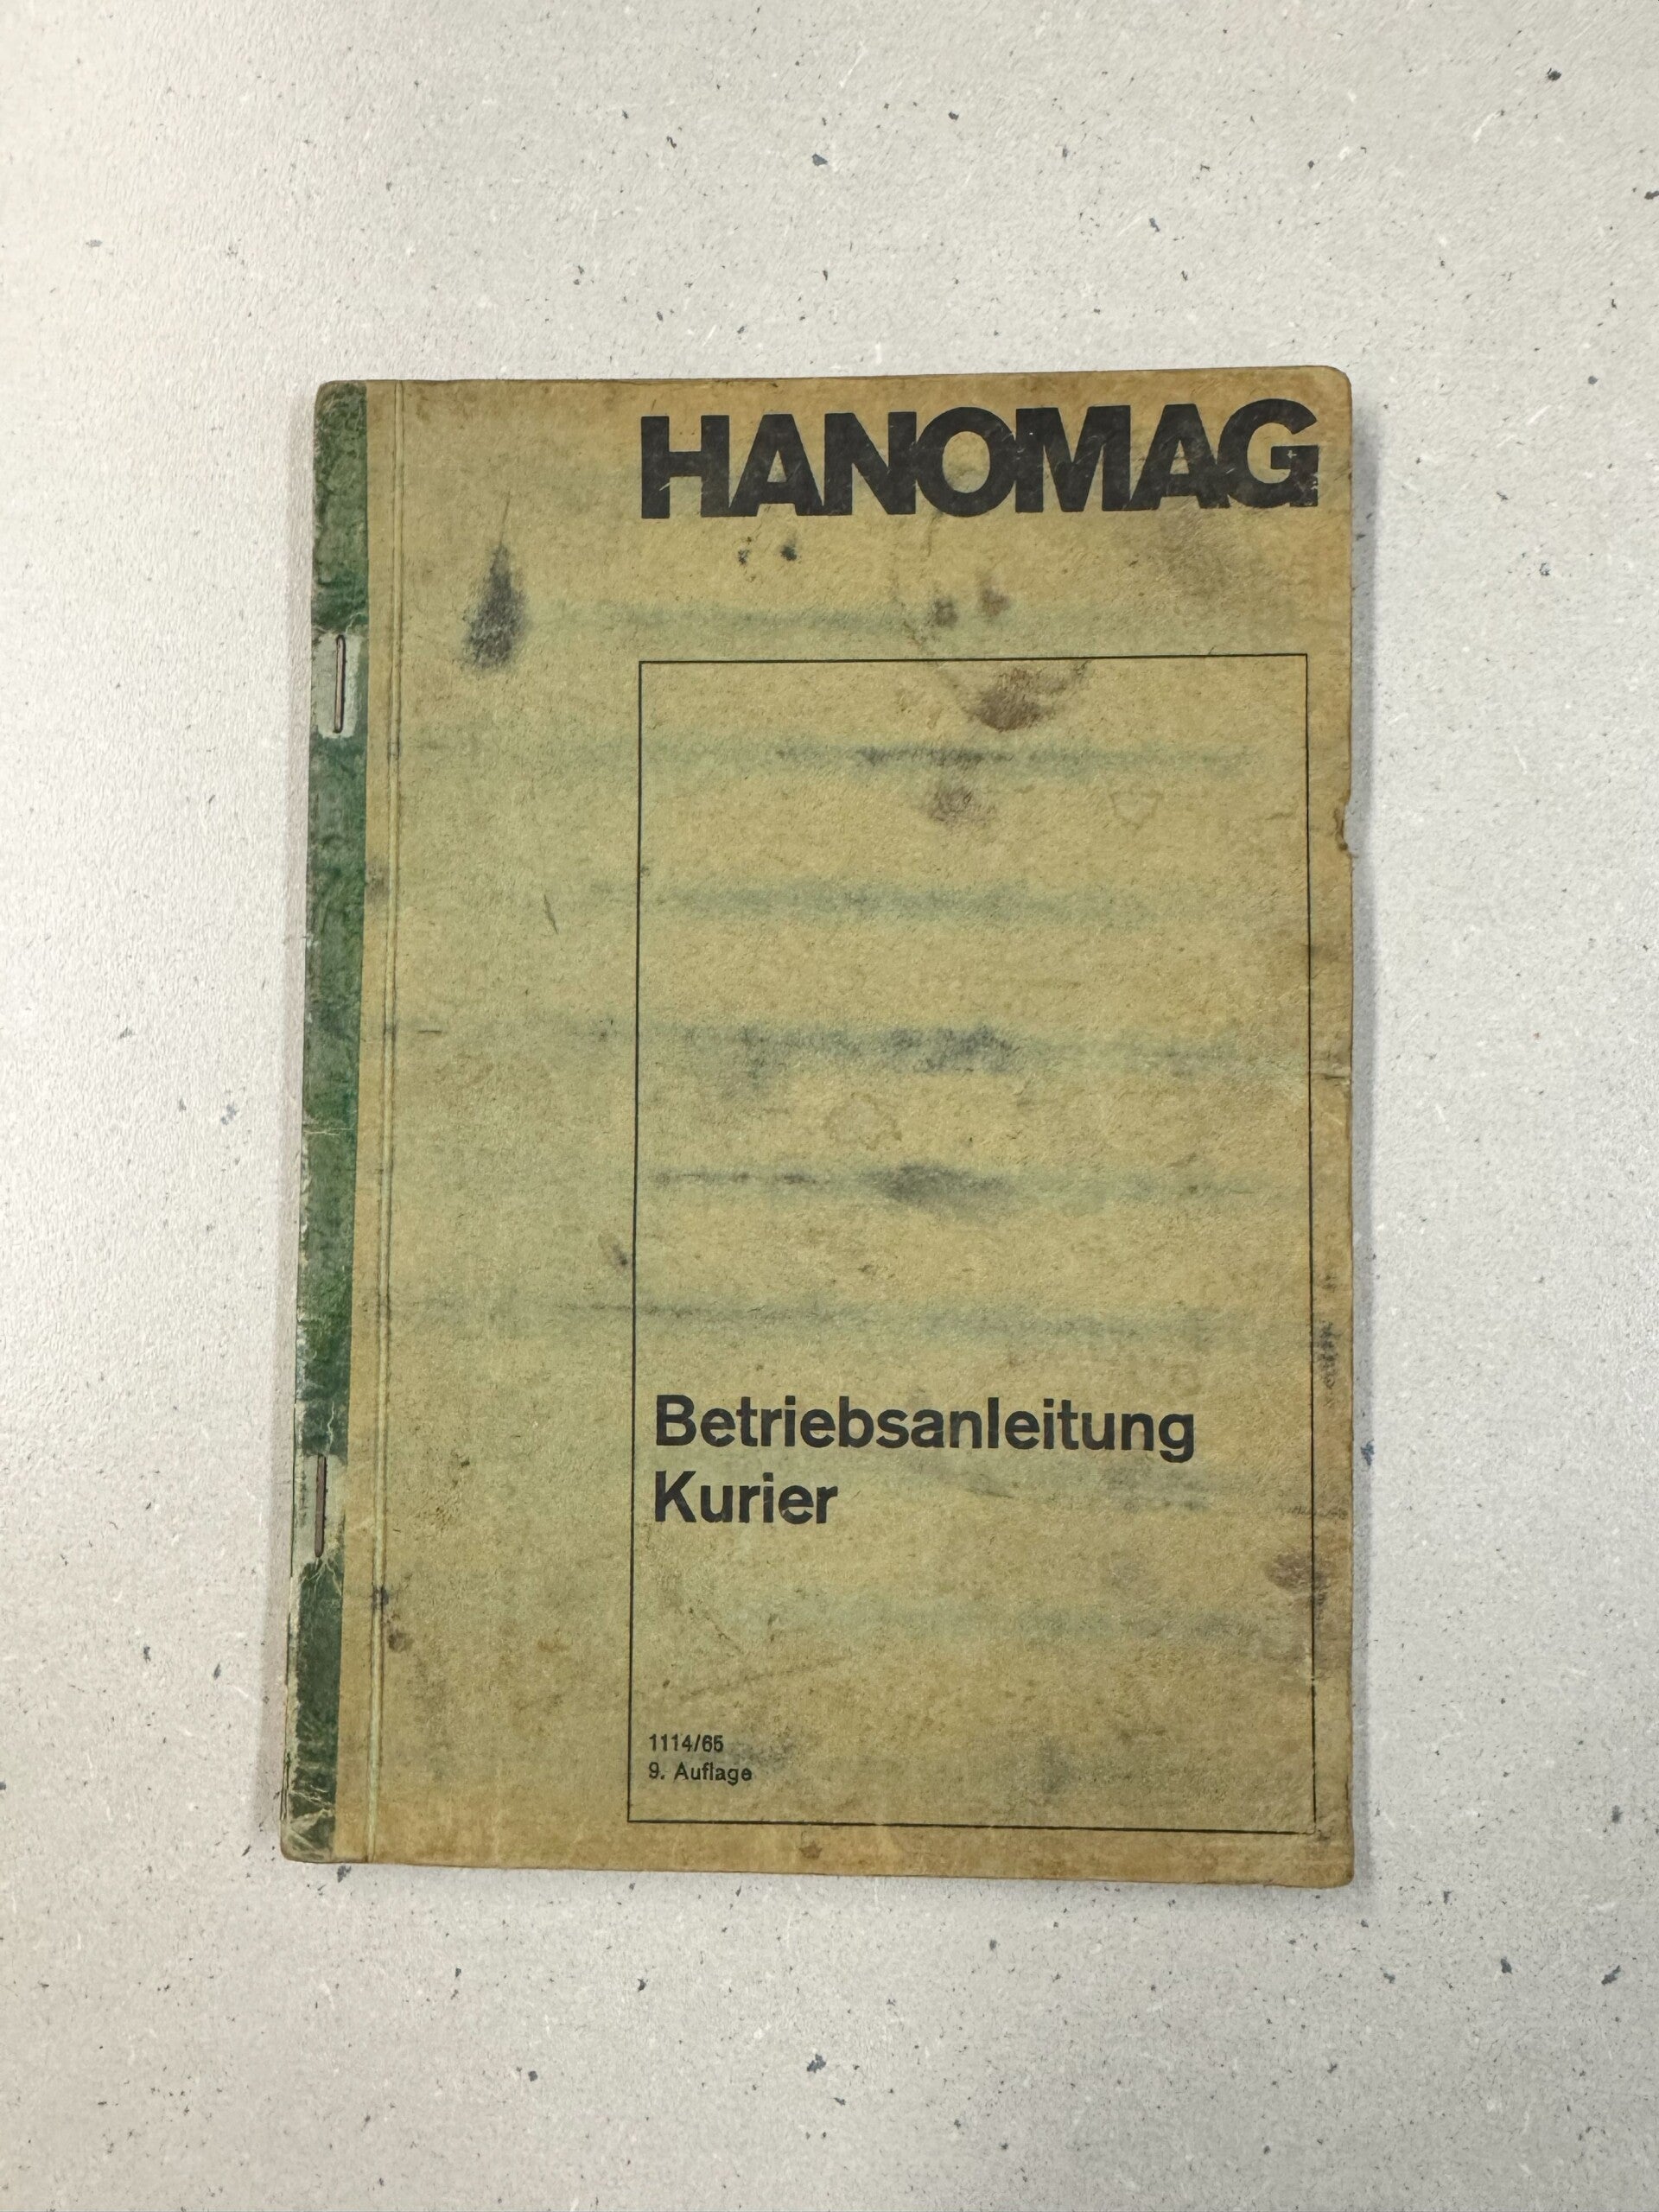 HANOMAG
Betriebsanleitung
Kurier
1114/65
9. Auflage